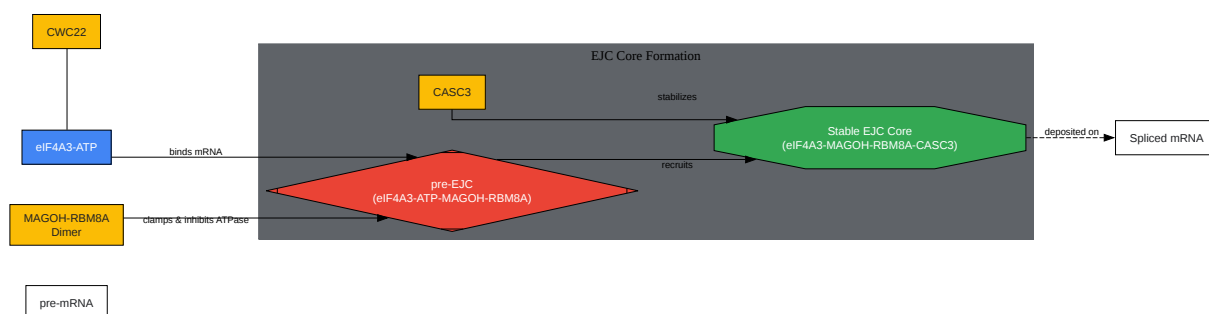 CWC22
EJC Core Formation
CASC3
stabilizes
eIF4A3-ATP
binds mRNA
Stable EJC Core
(eIF4A3-MAGOH-RBM8A-CASC3)
deposited on
Spliced mRNA
recruits
pre-EJC
(eIF4A3-ATP-MAGOH-RBM8A)
MAGOH-RBM8A
Dimer
clamps & inhibits ATPase
pre-mRNA